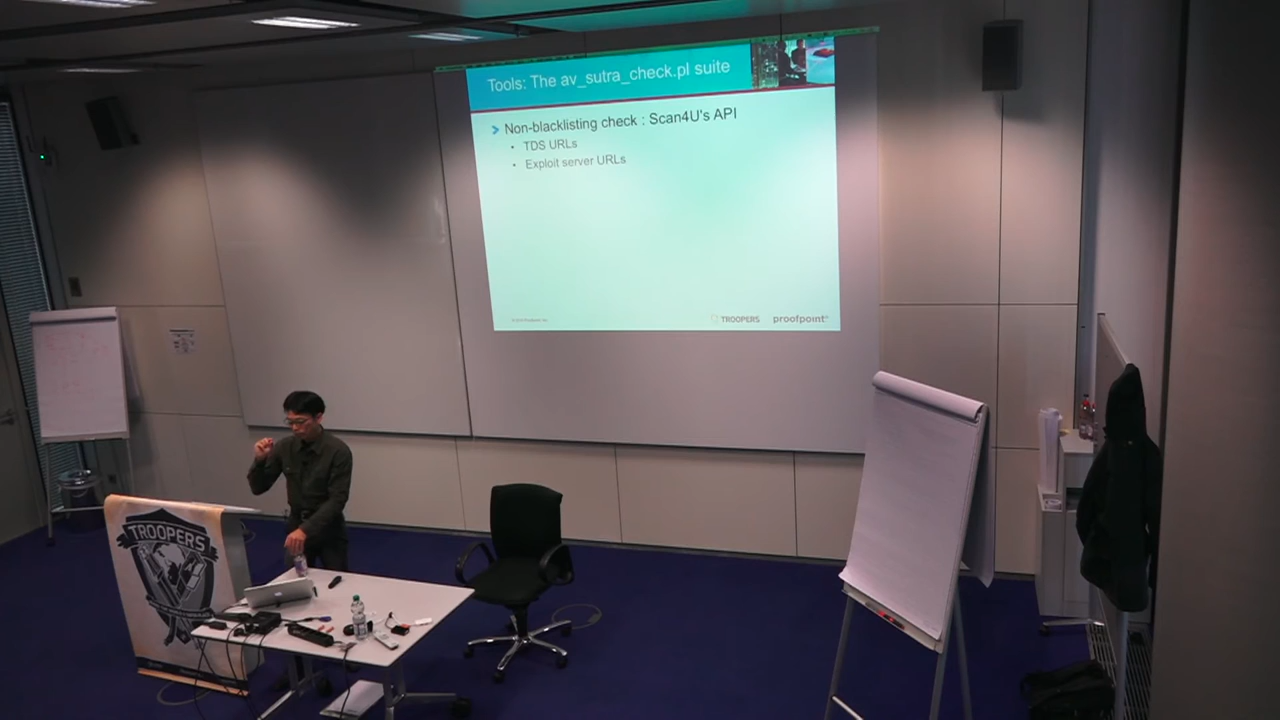 Tools: The av_sutra_check.pl suite
Non-blacklisting check : Scan4U's API
TDS URLs
Exploit server URLs
TROOPERS
proofpoint
TROOPERS